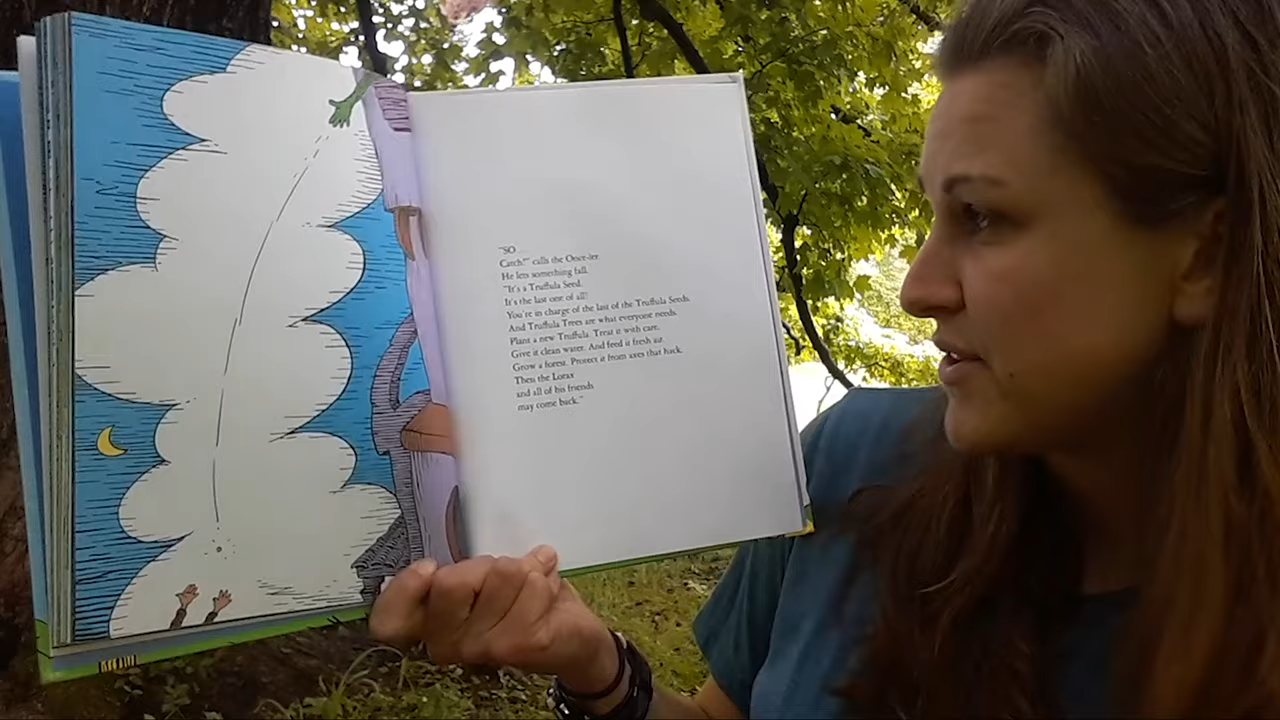 "SO...
Catch!" calls the Once-ler.
He lets something fall.
"It's a Truffula Seed.
It's the last one of all!
You're in charge of the last of the Truffula Seeds.
And Truffula Trees are what everyone needs.
Plant a new Truffula. Treat it with care.
Give it clean water. And feed it fresh air.
Grow a forest. Protect it from axes that hack.
Then the Lorax
and all of his friends
may come back."